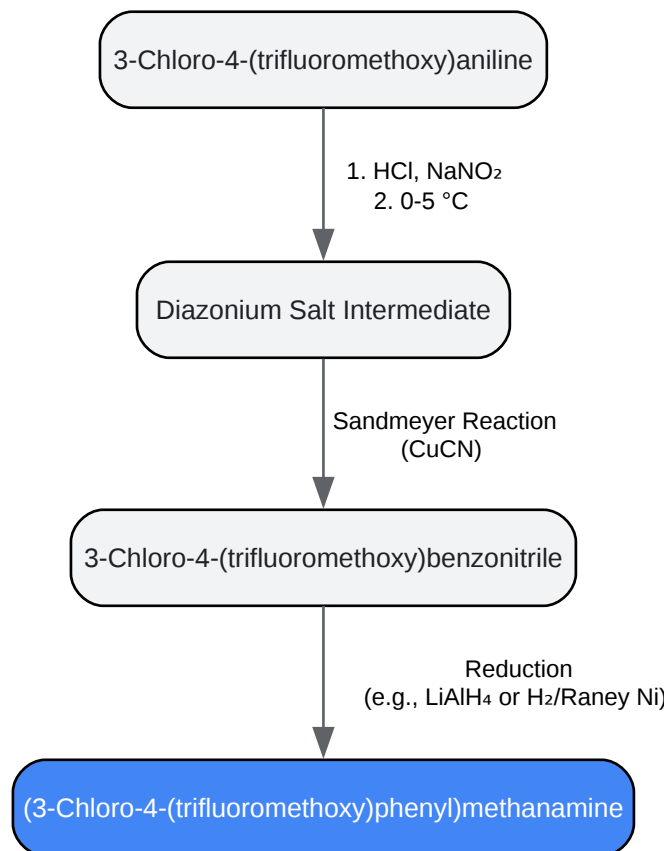 3-Chloro-4-(trifluoromethoxy)aniline
1. HCl, NaNO₂
2. 0-5 °C
Diazonium Salt Intermediate
Sandmeyer Reaction
(CuCN)
3-Chloro-4-(trifluoromethoxy)benzonitrile
Reduction
(e.g., LiAlH₄ or H₂/Raney Ni)
(3-Chloro-4-(trifluoromethoxy)phenyl)methanamine